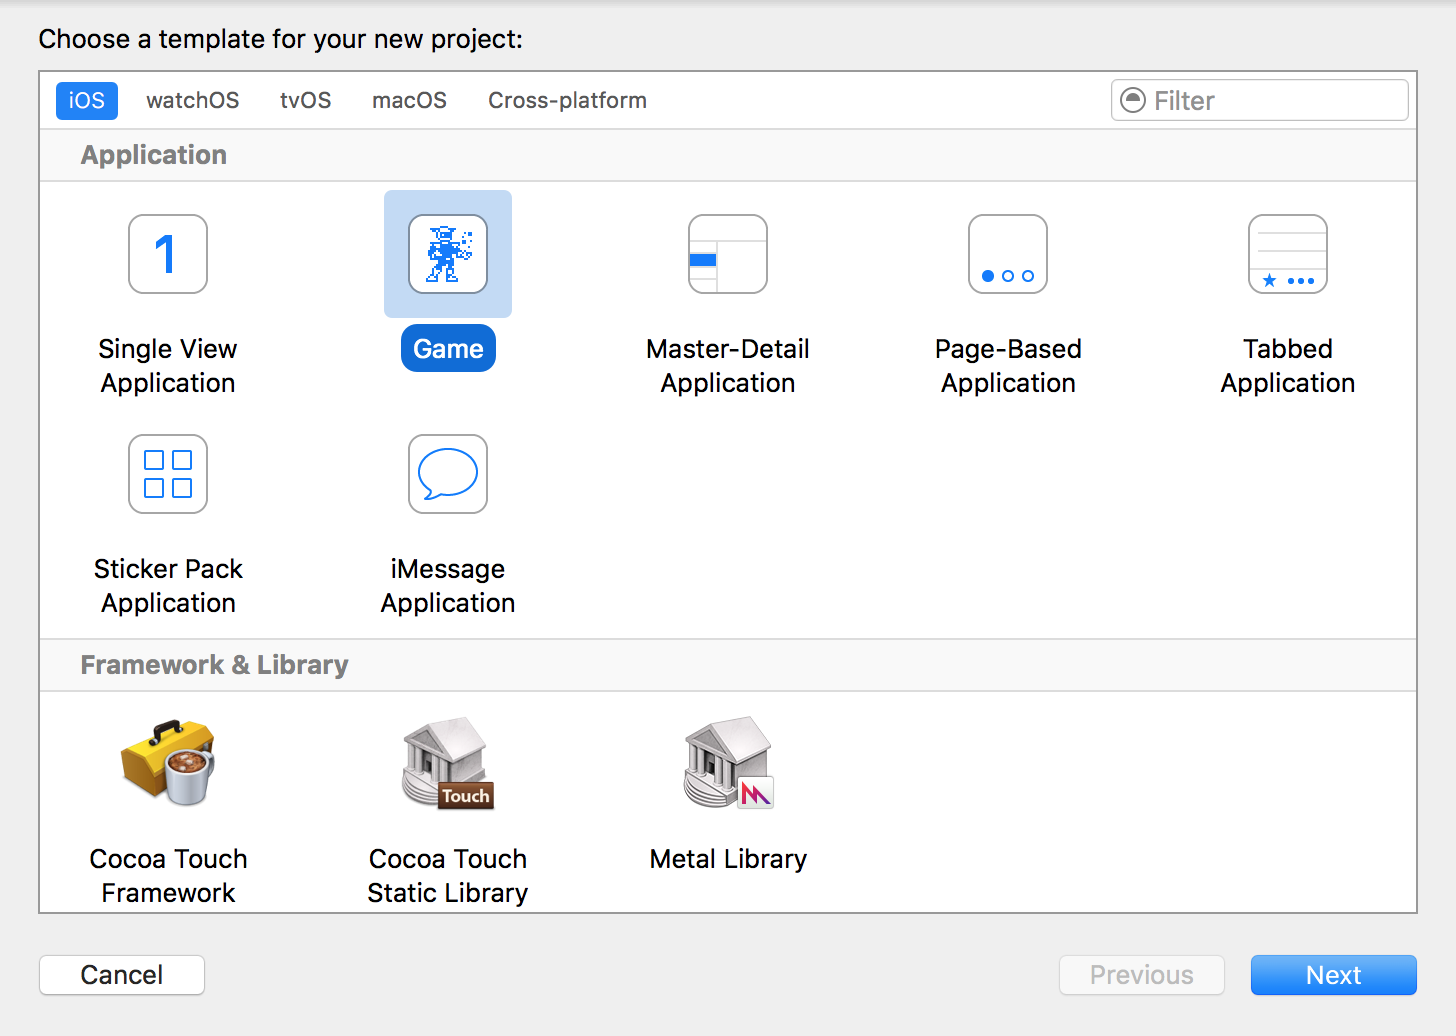 Choose a template for your new project:
iOS watchOS tvOS macOS Cross-platform Filter
Application
1
Single View
Application
Game
Master-Detail
Application
Page-Based
Application
Tabbed
Application
Sticker Pack
Application
iMessage
Application
Framework & Library
Touch
Cocoa Touch
Framework
Cocoa Touch
Static Library
Metal Library
Cancel Previous Next